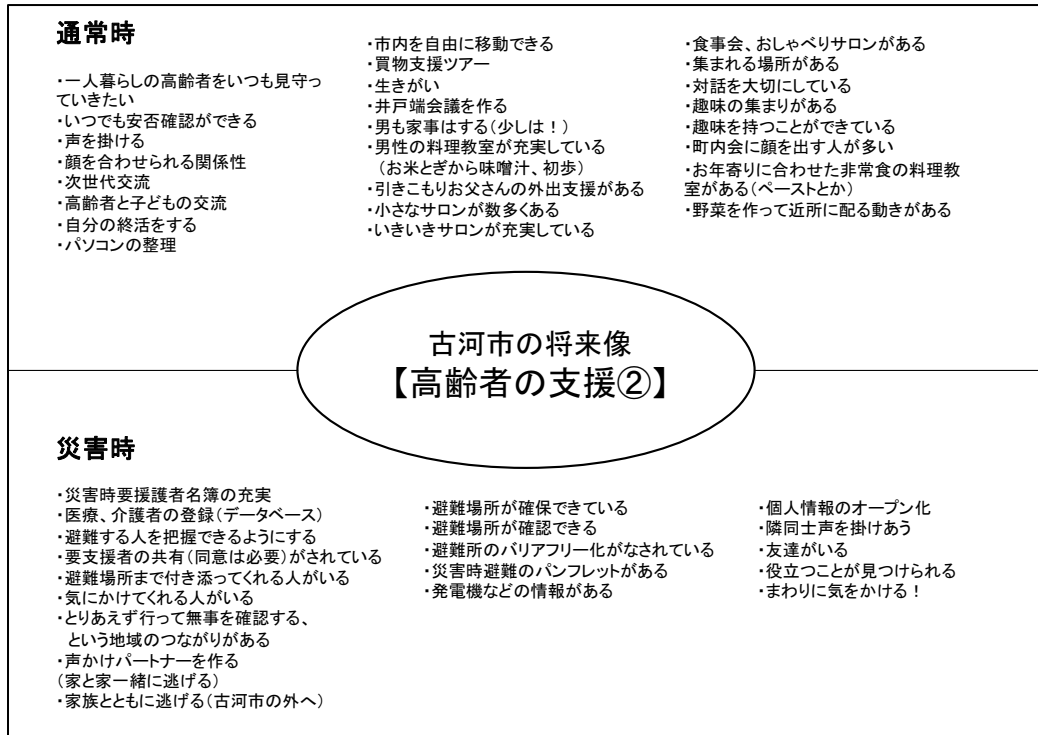 通常時
・一人暮らしの高齢者をいつも見守っ
ていきたい
・いつでも安否確認ができる
・声を掛ける
・顔を合わせられる関係性
・次世代交流
・高齢者と子どもの交流
・自分の終活をする
・パソコンの整理
・市内を自由に移動できる
・買物支援ツアー
・生きがい
・井戸端会議を作る
・男も家事はする(少しは！)
・男性の料理教室が充実している
(お米とぎから味噌汁、初歩)
・引きこもりお父さんの外出支援がある
・小さなサロンが数多くある
・いきいきサロンが充実している
・食事会、おしゃべりサロンがある
・集まれる場所がある
・対話を大切にしている
・趣味の集まりがある
・趣味を持つことができている
・町内会に顔を出す人が多い
・お年寄りに合わせた非常食の料理教
室がある(ペーストとか)
・野菜を作って近所に配る動きがある
古河市の将来像
【高齢者の支援②】
災害時
・災害時要援護者名簿の充実
・医療、介護者の登録(データベース)
・避難する人を把握できるようにする
・要支援者の共有(同意は必要)がされている
・避難場所まで付き添ってくれる人がいる
・気にかけてくれる人がいる
・とりあえず行って無事を確認する、
という地域のつながりがある
・声かけパートナーを作る
(家と家一緒に逃げる)
・家族とともに逃げる(古河市の外へ)
・避難場所が確保できている
・避難場所が確認できる
・避難所のバリアフリー化がなされている
・災害時避難のパンフレットがある
・発電機などの情報がある
・個人情報のオープン化
・隣同士声を掛けあう
・友達がいる
・役立つことが見つけられる
・まわりに気をかける！